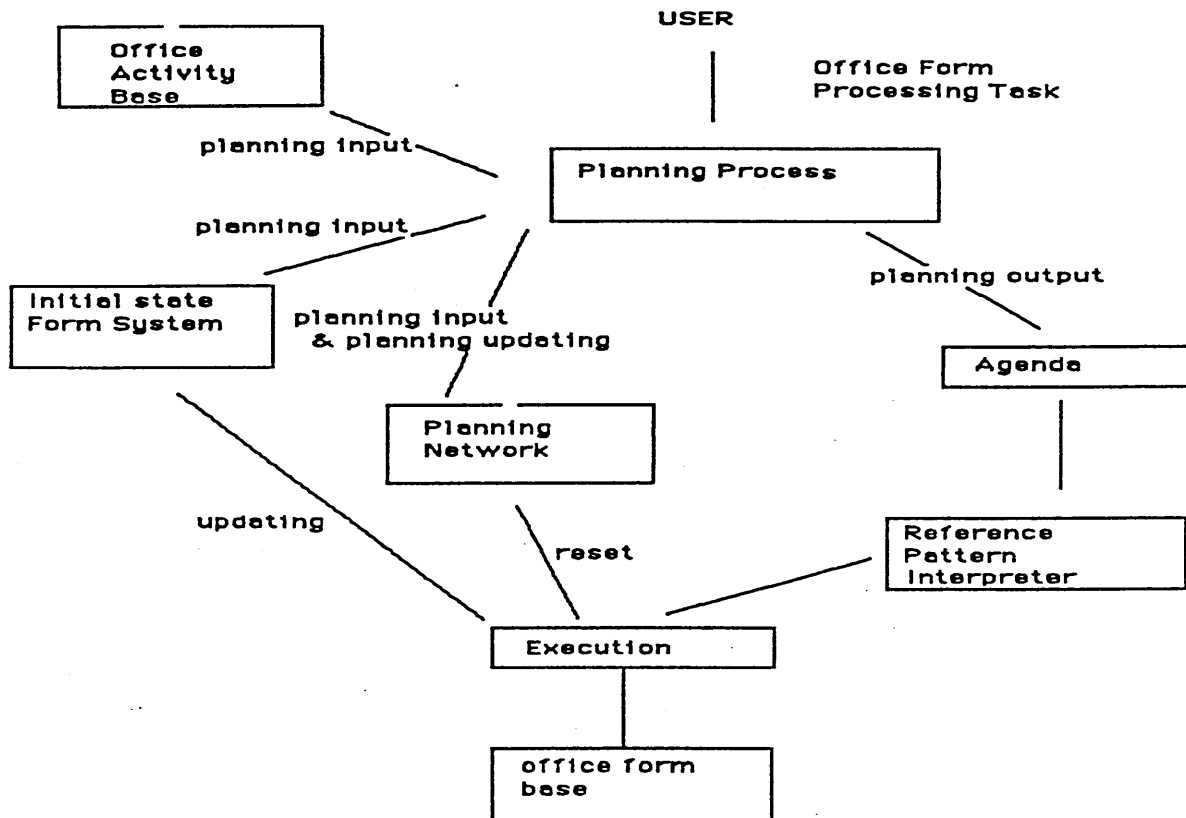 USER
Office
Activity
Base
Office Form
Processing Task
planning input
Planning Process
planning input
planning output
Initial state
Form System
planning input
& planning updating
Agenda
Planning
Network
updating
reset
Reference
Pattern
Interpreter
Execution
office form
base